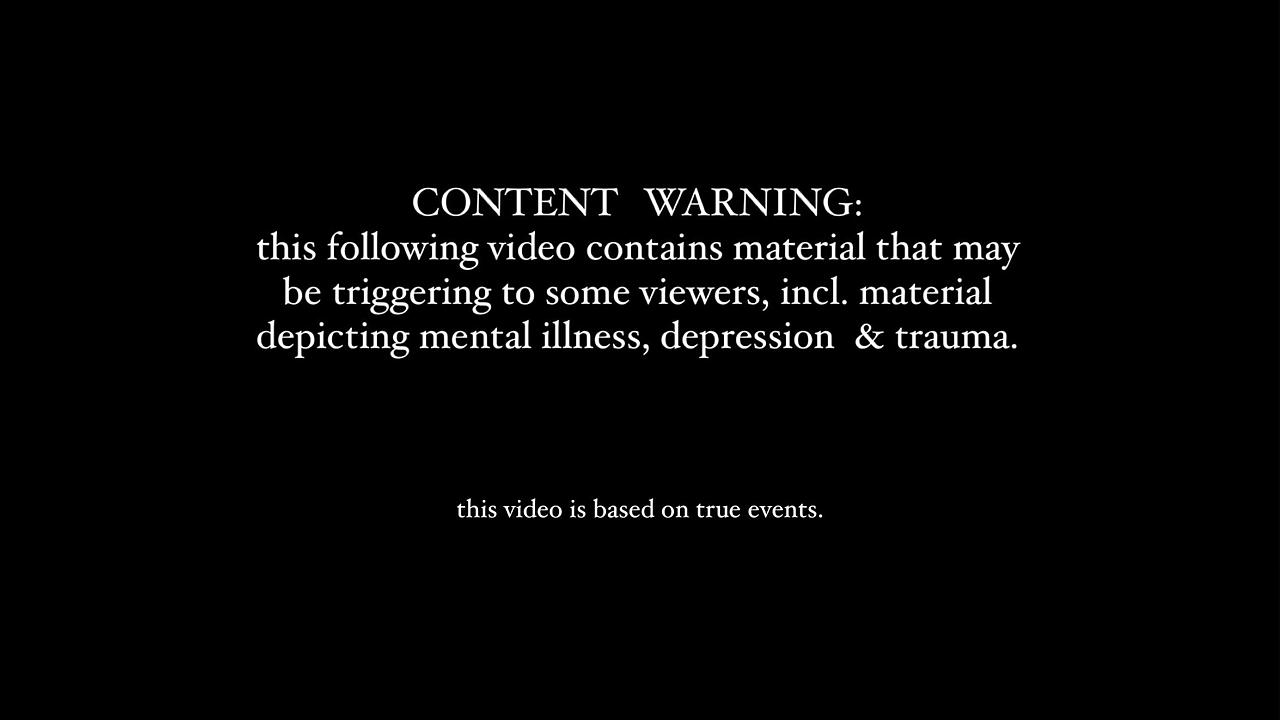 CONTENT WARNING:
this following video contains material that may
be triggering to some viewers, incl. material
depicting mental illness, depression & trauma.
this video is based on true events.